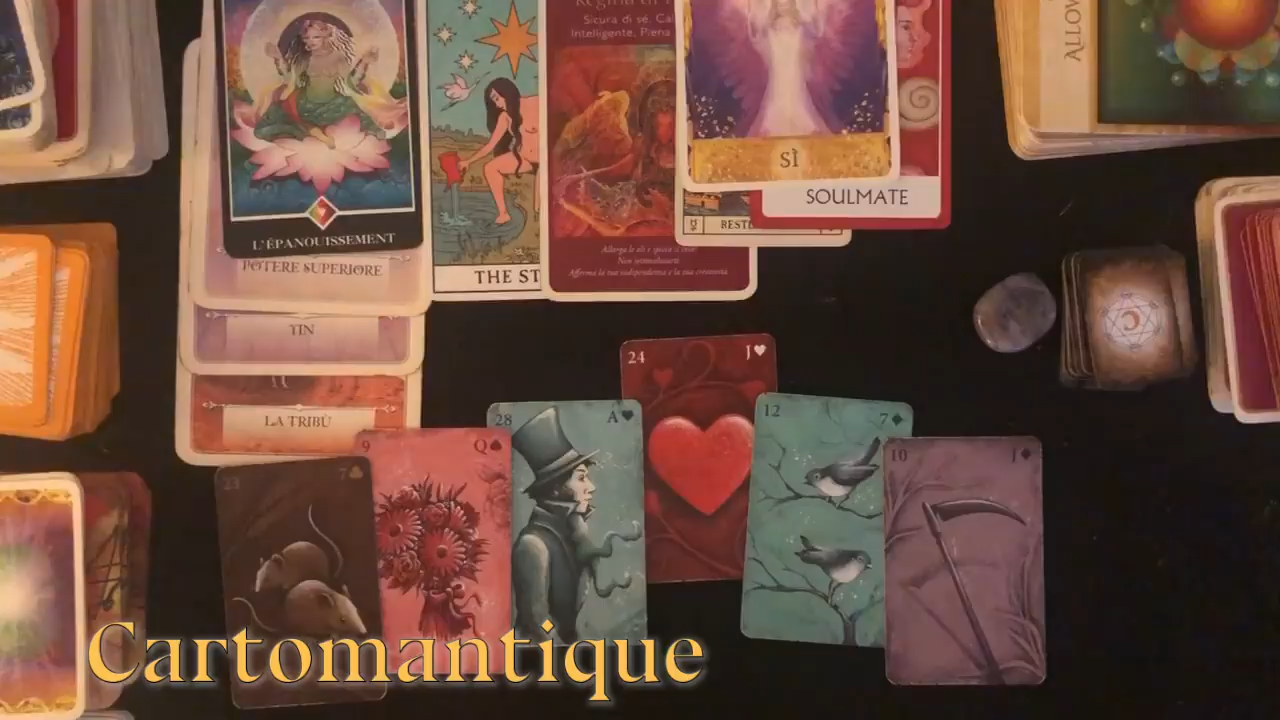 Sicura di sé. Ca
Intelligente, Piena
ALLOW
SÌ
SOULMATE
REST
L'ÉPANOUISSEMENT
POTERE SUPERIORE
THE ST
Allarga le ali e spicca il volo!
Non sottovalutarti.
Afferma la tua indipendenza e la tua creatività.
YIN
LA TRIBÙ
24 J
28 A
12 7
9 Q
10 J
23 7
Cartomantique